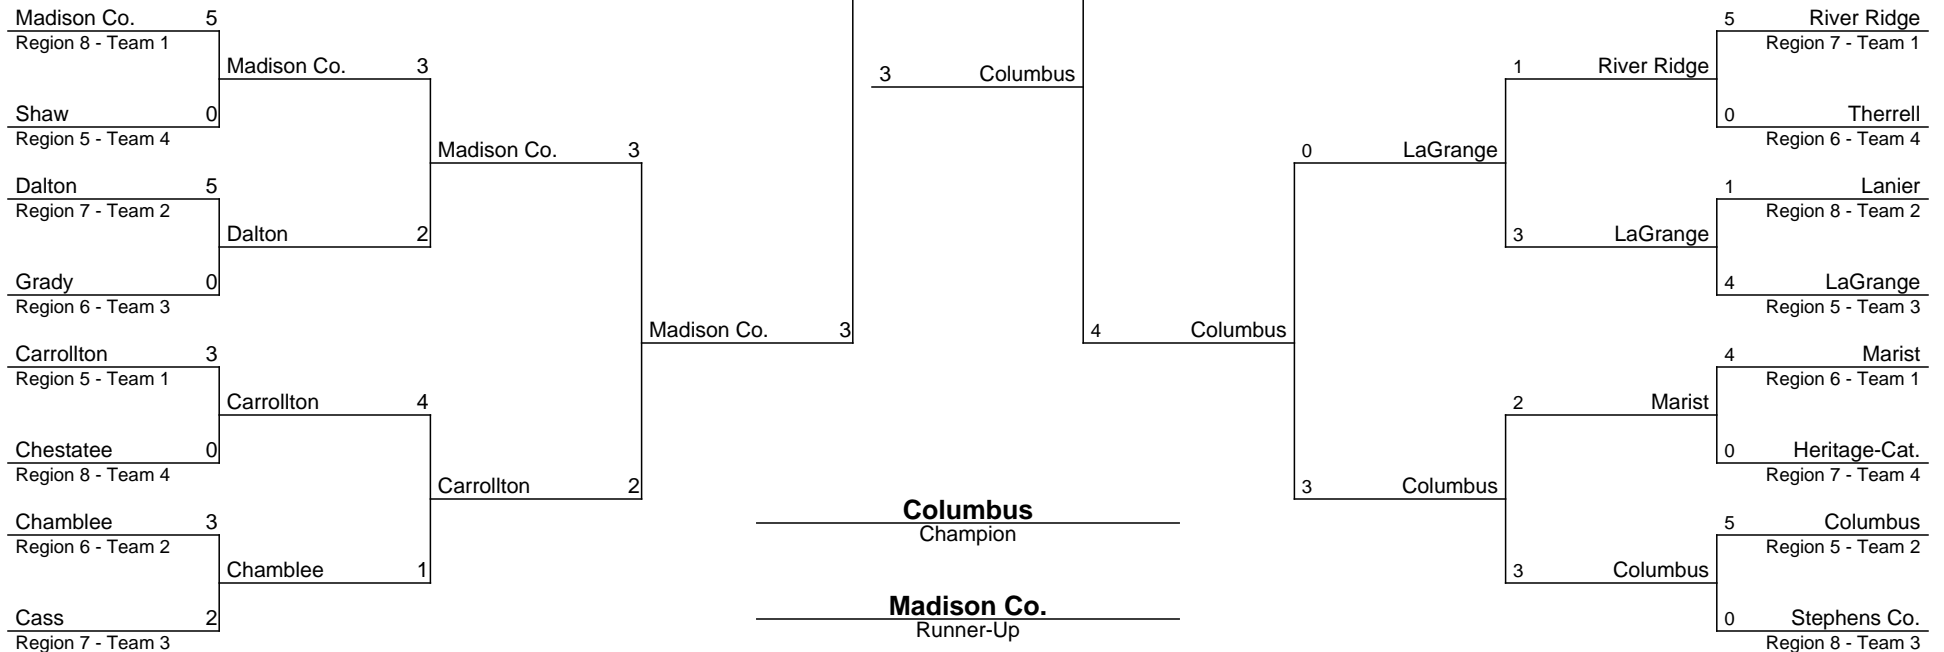 Madison Co. 5
Region 8 - Team 1
Madison Co. 3
Shaw 0
Region 5 - Team 4
Madison Co. 3
Dalton 5
Region 7 - Team 2
Dalton 2
Grady 0
Region 6 - Team 3
Madison Co. 3
Carrollton 3
Region 5 - Team 1
Carrollton 4
Chestatee 0
Region 8 - Team 4
Carrollton 2
Chamblee 3
Region 6 - Team 2
Chamblee 1
Cass 2
Region 7 - Team 3
3 Columbus
4 Columbus
Columbus
Champion
Madison Co.
Runner-Up
5 River Ridge
Region 7 - Team 1
1 River Ridge
0 Therrell
Region 6 - Team 4
0 LaGrange
1 Lanier
Region 8 - Team 2
3 LaGrange
4 LaGrange
Region 5 - Team 3
4 Marist
Region 6 - Team 1
2 Marist
0 Heritage-Cat.
Region 7 - Team 4
3 Columbus
5 Columbus
Region 5 - Team 2
3 Columbus
0 Stephens Co.
Region 8 - Team 3